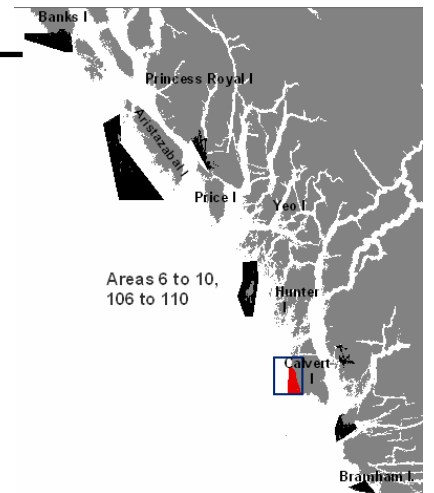 Banks I
Princess Royal I
Aristazabal I
Price I
Yeo I
Areas 6 to 10,
106 to 110
Hunter
I
Calvert
I
Bramham I.